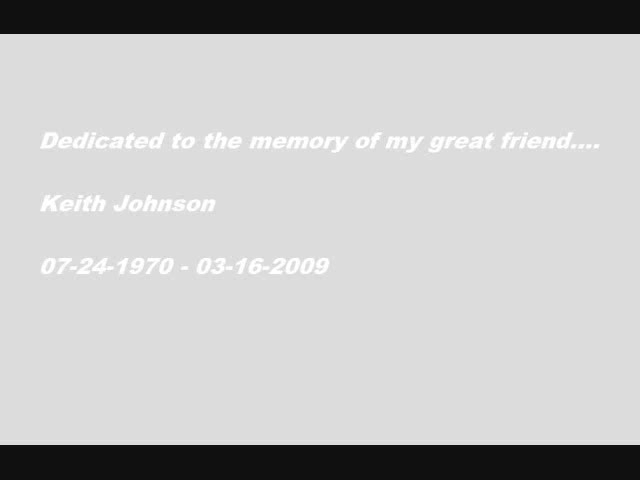 Dedicated to the memory of my great friend....
Keith Johnson
07-24-1970 - 03-16-2009